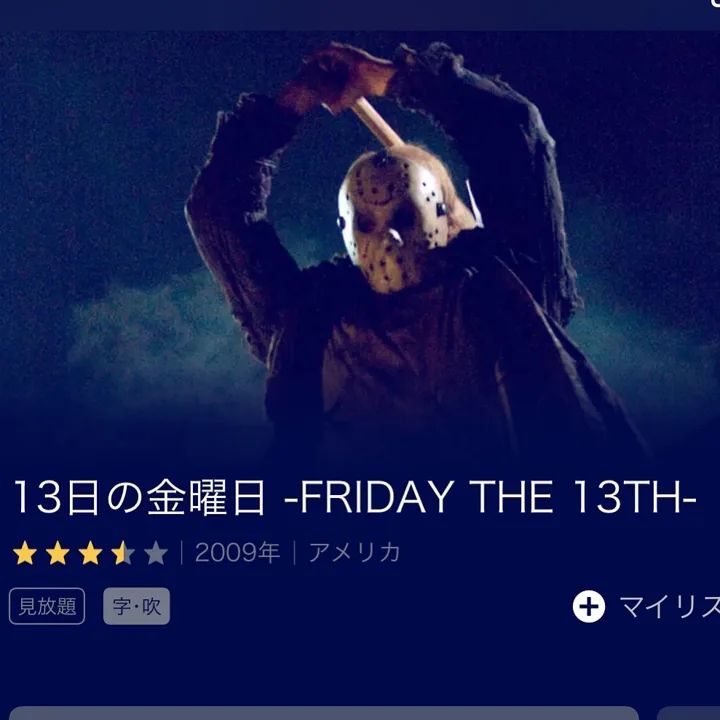 13日の金曜日 -FRIDAY THE 13TH-
2009年 | アメリカ
見放題 字・吹
マイリス